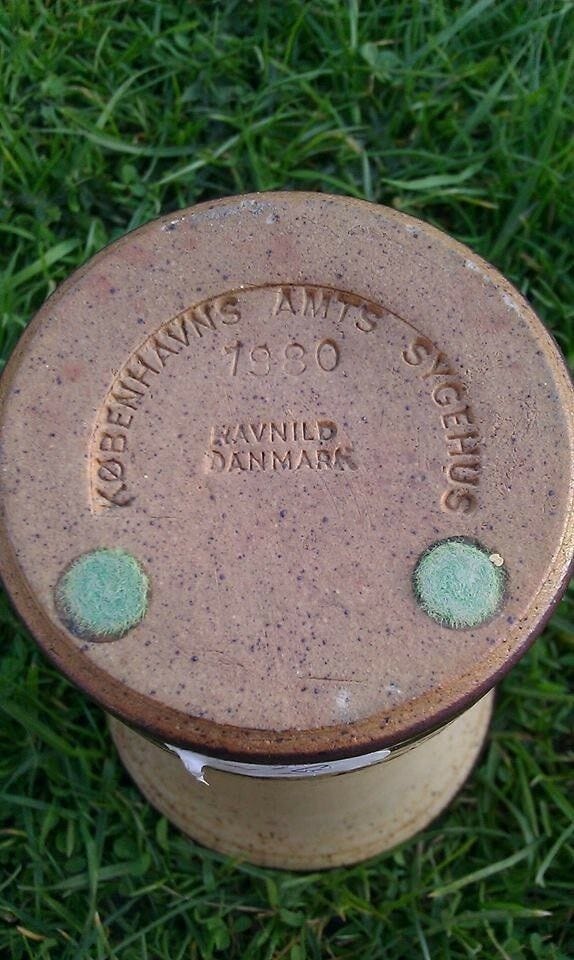 KØBENHAVNS AMTS SYGEHUS
1980
RAVNILD
DANMARK